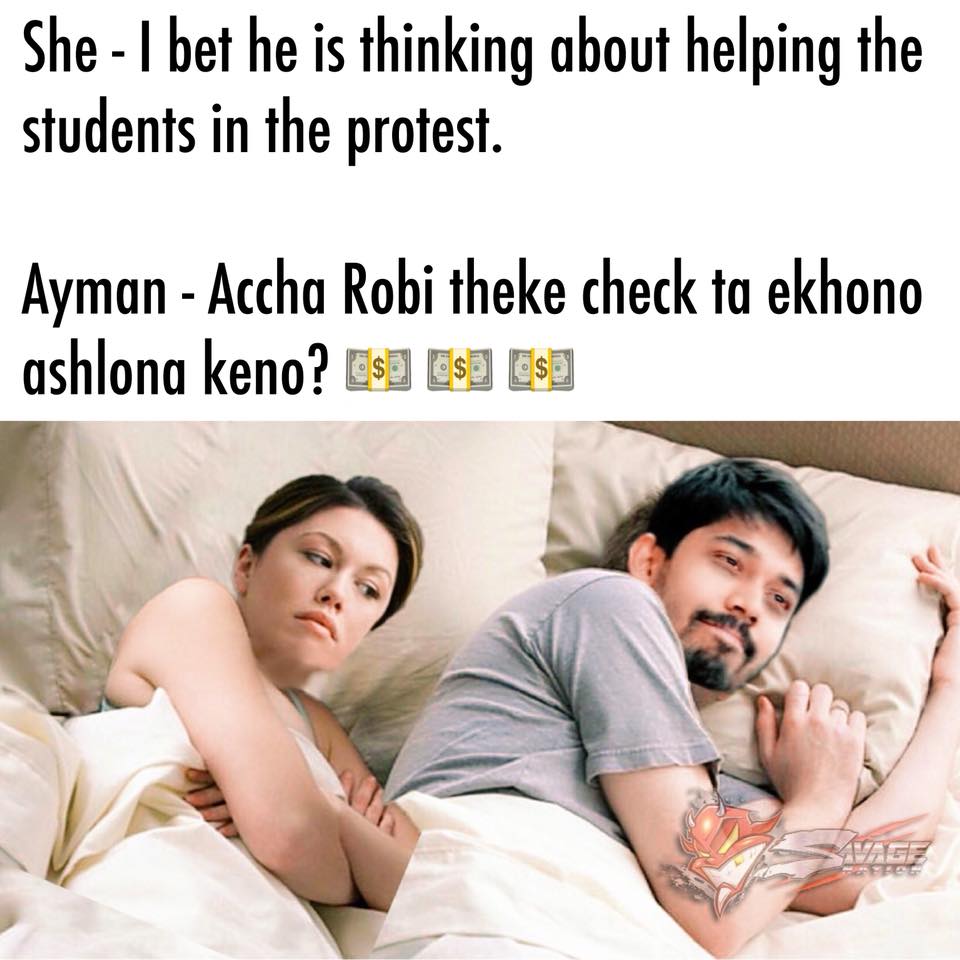 She - I bet he is thinking about helping the
students in the protest.
Ayman - Accha Robi theke check ta ekhono
ashlona keno? 💵 💵 💵
SAVAGE